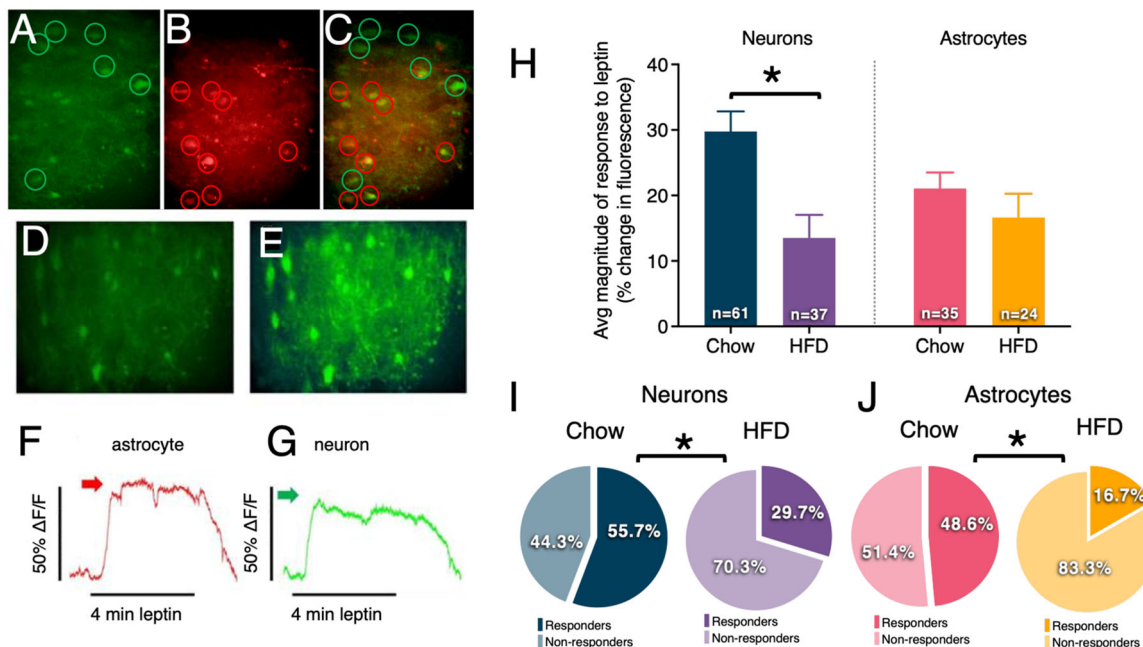 A
B
C
D
E
F
astrocyte
50% ΔF/F
4 min leptin
G
neuron
50% ΔF/F
4 min leptin
H
Neurons
Astrocytes
Avg magnitude of response to leptin
(% change in fluorescence)
40
30
20
10
0
*
n=61
n=37
n=35
n=24
Chow
HFD
Chow
HFD
I
Neurons
Chow
*
HFD
44.3%
55.7%
29.7%
70.3%
Responders
Non-responders
Responders
Non-responders
J
Astrocytes
Chow
*
HFD
51.4%
48.6%
16.7%
83.3%
Responders
Non-responders
Responders
Non-responders